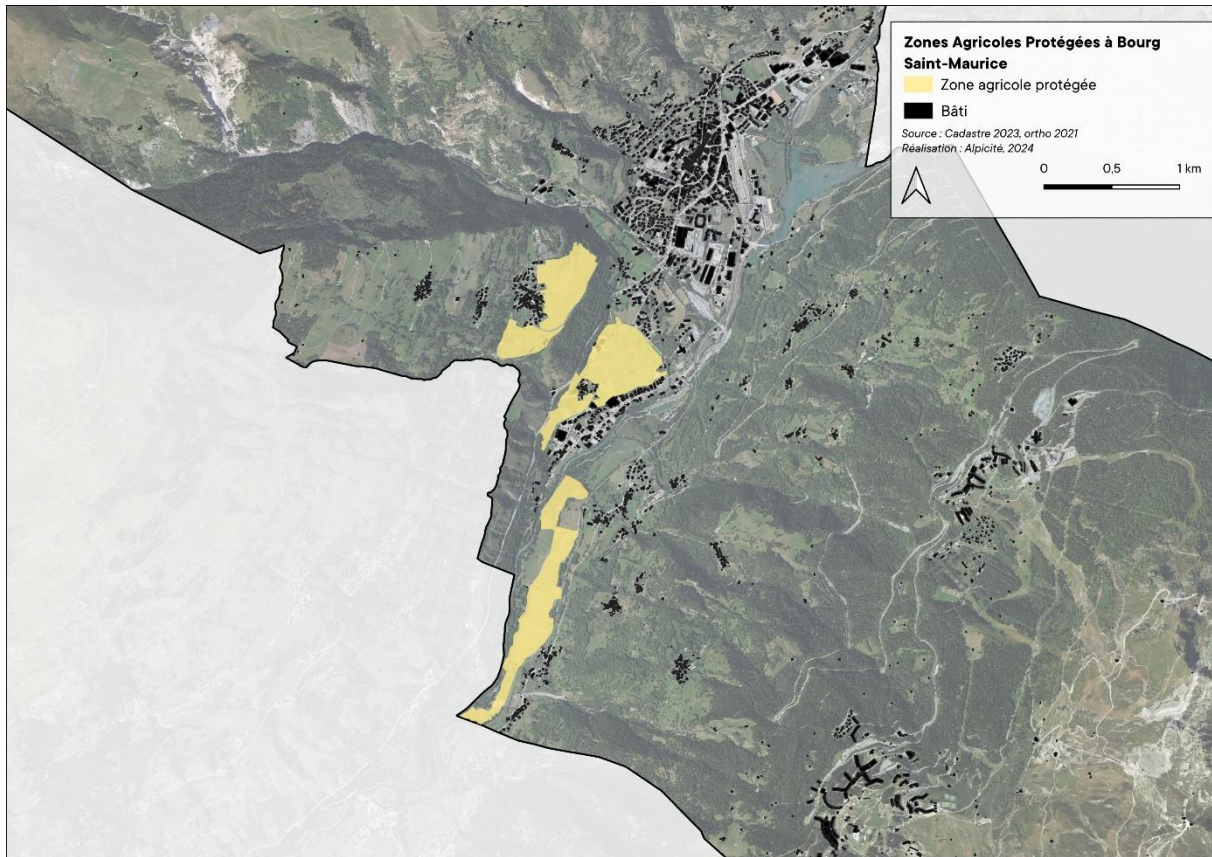 Zones Agricoles Protégées à Bourg
Saint-Maurice
Zone agricole protégée
Bâti
Source : Cadastre 2023, ortho 2021
Réalisation : Alpicité, 2024
0 0,5 1 km